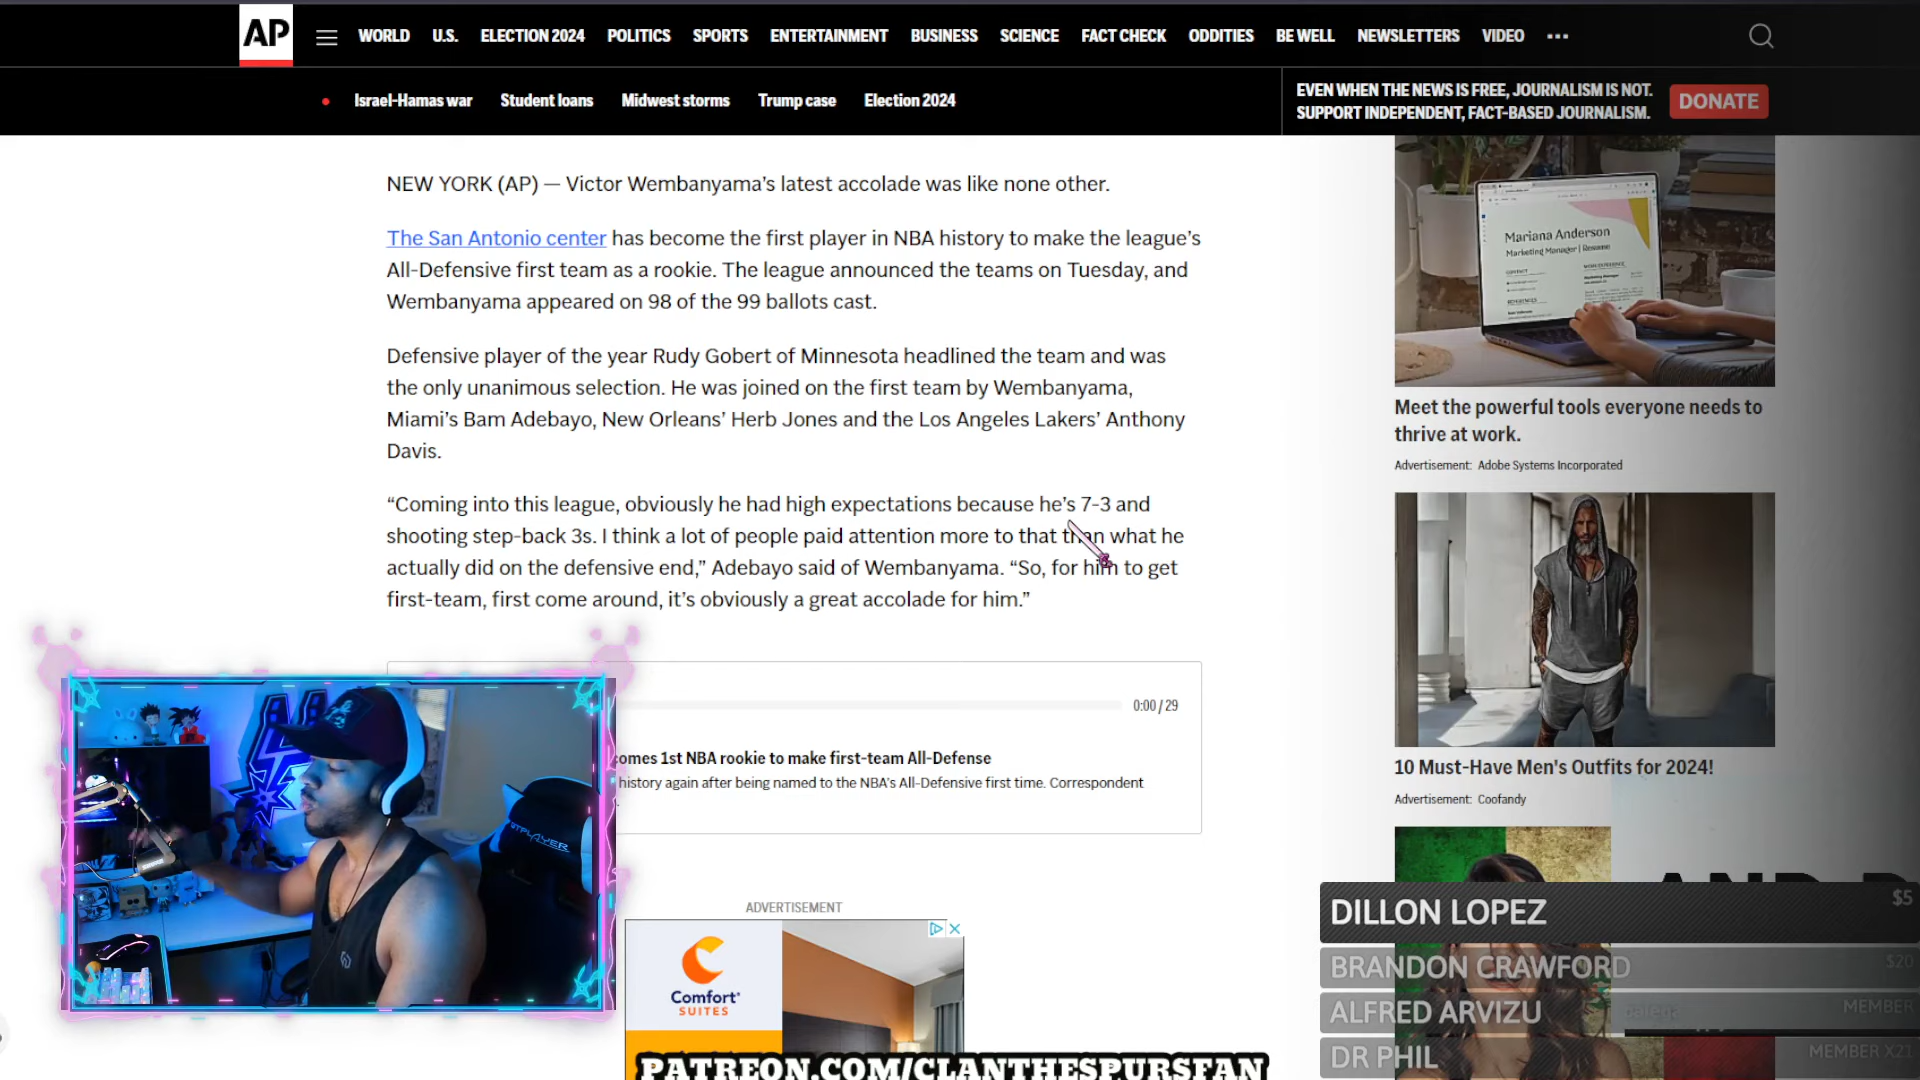 AP
WORLD U.S. ELECTION 2024 POLITICS SPORTS ENTERTAINMENT BUSINESS SCIENCE FACT CHECK ODDITIES BE WELL NEWSLETTERS VIDEO
Israel-Hamas war Student loans Midwest storms Trump case Election 2024
EVEN WHEN THE NEWS IS FREE, JOURNALISM IS NOT.
SUPPORT INDEPENDENT, FACT-BASED JOURNALISM.
DONATE
NEW YORK (AP) — Victor Wembanyama’s latest accolade was like none other.
The San Antonio center has become the first player in NBA history to make the league’s
All-Defensive first team as a rookie. The league announced the teams on Tuesday, and
Wembanyama appeared on 98 of the 99 ballots cast.
Defensive player of the year Rudy Gobert of Minnesota headlined the team and was
the only unanimous selection. He was joined on the first team by Wembanyama,
Miami’s Bam Adebayo, New Orleans’ Herb Jones and the Los Angeles Lakers’ Anthony
Davis.
“Coming into this league, obviously he had high expectations because he’s 7-3 and
shooting step-back 3s. I think a lot of people paid attention more to that than what he
actually did on the defensive end,” Adebayo said of Wembanyama. “So, for him to get
first-team, first come around, it’s obviously a great accolade for him.”
0:00 / 29
comes 1st NBA rookie to make first-team All-Defense
history again after being named to the NBA's All-Defensive first time. Correspondent
ADVERTISEMENT
Comfort
SUITES
PATREON.COM/CLANTHESPURSFAN
Mariana Anderson
Marketing Manager | Resume
Meet the powerful tools everyone needs to
thrive at work.
Advertisement: Adobe Systems Incorporated
10 Must-Have Men's Outfits for 2024!
Advertisement: Coofandy
DILLON LOPEZ $5
BRANDON CRAWFORD $20
ALFRED ARVIZU MEMBER
DR PHIL MEMBER X21